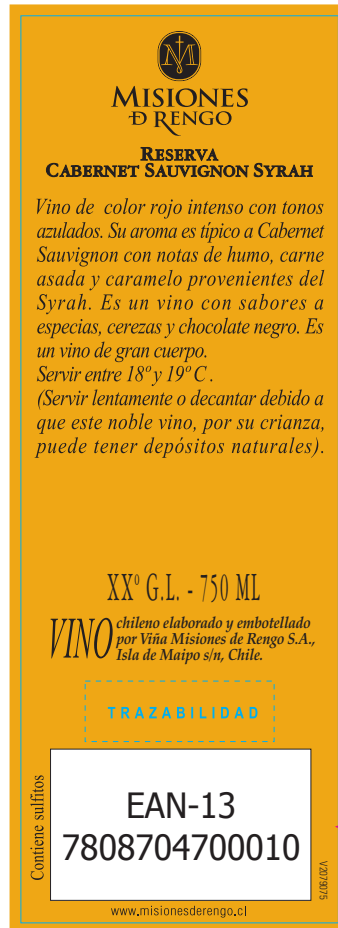 M
MISIONES
D RENGO
RESERVA
CABERNET SAUVIGNON SYRAH
Vino de color rojo intenso con tonos
azulados. Su aroma es típico a Cabernet
Sauvignon con notas de humo, carne
asada y caramelo provenientes del
Syrah. Es un vino con sabores a
especias, cerezas y chocolate negro. Es
un vino de gran cuerpo.
Servir entre 18º y 19º C .
(Servir lentamente o decantar debido a
que este noble vino, por su crianza,
puede tener depósitos naturales).
XXº G.L. - 750 ML
VINO chileno elaborado y embotellado
por Viña Misiones de Rengo S.A.,
Isla de Maipo s/n, Chile.
TRAZABILIDAD
Contiene sulfitos
EAN-13
7808704700010
V2079075
www.misionesderengo.cl